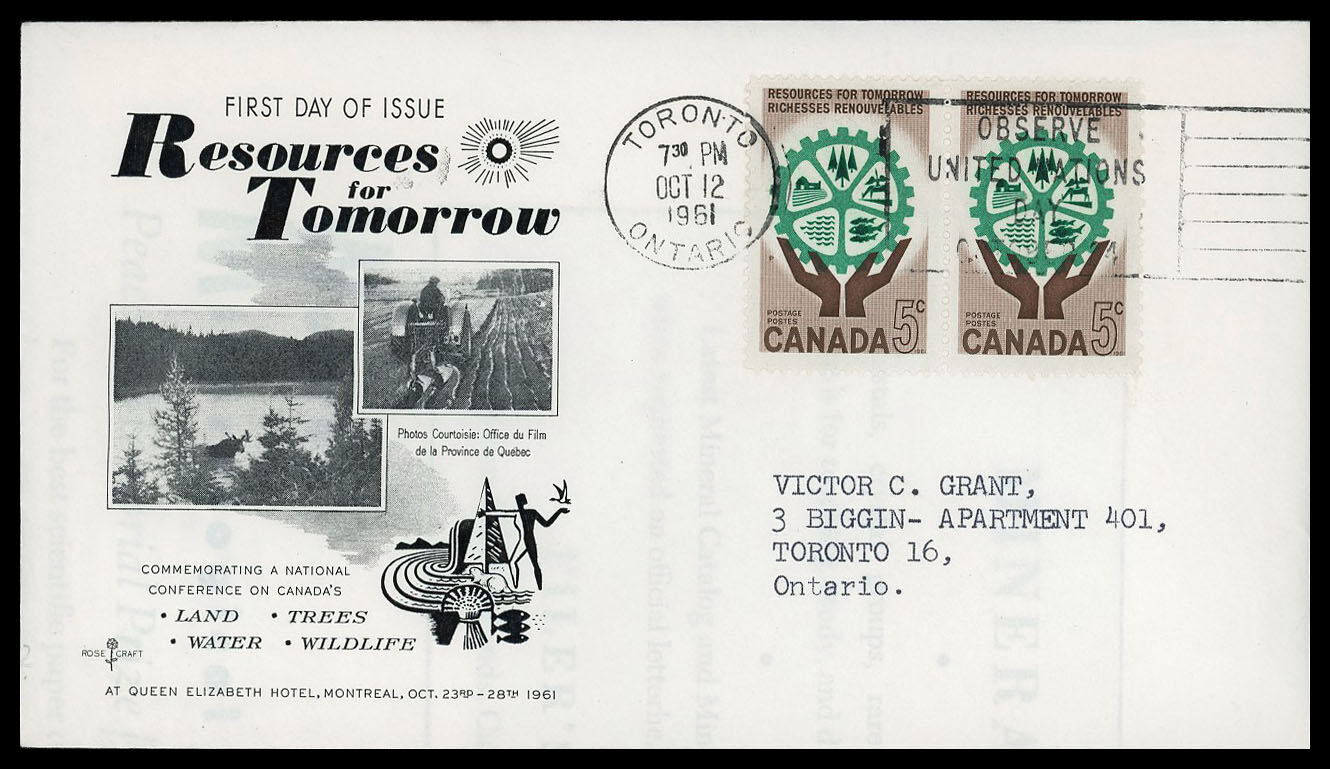 FIRST DAY OF ISSUE
Resources
for
Tomorrow
Photos Courtoisie: Office du Film
de la Province de Québec
COMMEMORATING A NATIONAL
CONFERENCE ON CANADA'S
• LAND • TREES
• WATER • WILDLIFE
ROSE CRAFT
AT QUEEN ELIZABETH HOTEL, MONTREAL, OCT. 23RD - 28TH 1961
TORONTO
7 30 PM
OCT 12
1961
ONTARIO
OBSERVE
UNITED NATIONS
DAY
RESOURCES FOR TOMORROW
RICHESSES RENOUVELABLES
POSTAGE
POSTES
CANADA 5c
1961
RESOURCES FOR TOMORROW
RICHESSES RENOUVELABLES
POSTAGE
POSTES
CANADA 5c
1961
VICTOR C. GRANT,
3 BIGGIN- APARTMENT 401,
TORONTO 16,
Ontario.